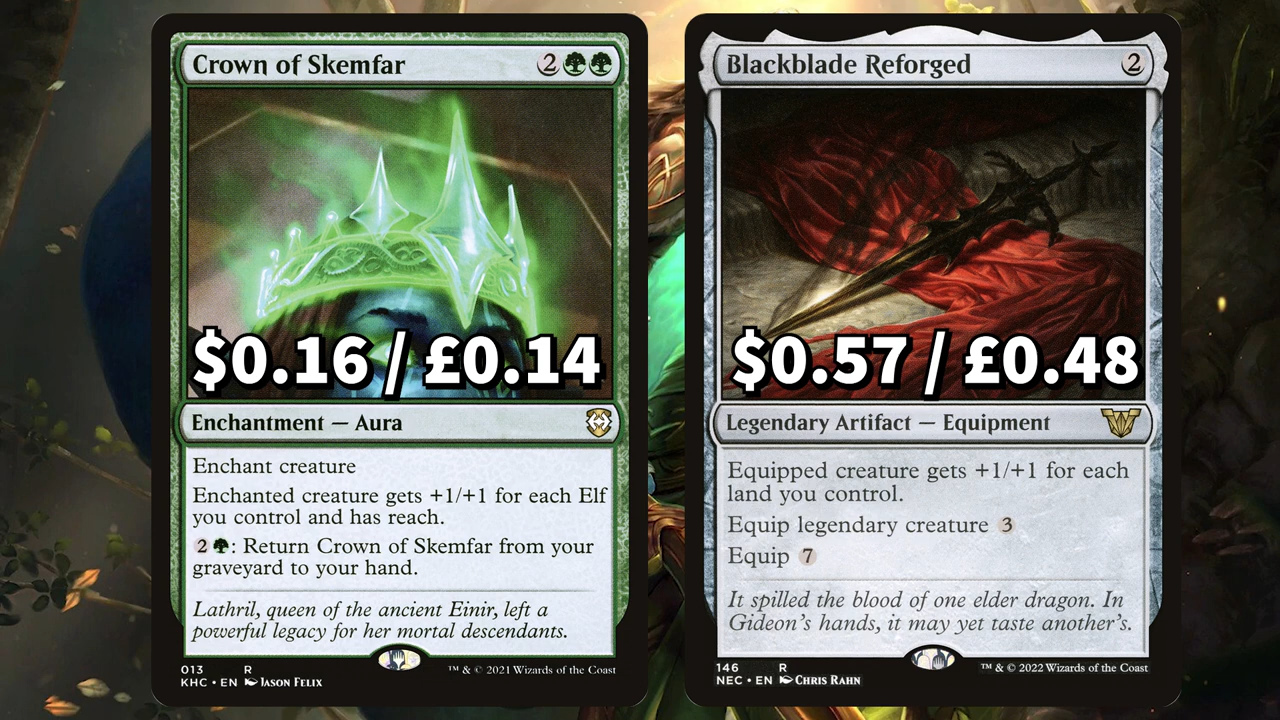 Crown of Skemfar 2
$0.16 / £0.14
Enchantment — Aura
Enchant creature
Enchanted creature gets +1/+1 for each Elf
you control and has reach.
2 : Return Crown of Skemfar from your
graveyard to your hand.
Lathril, queen of the ancient Einir, left a
powerful legacy for her mortal descendants.
013 R
KHC • EN Jason Felix
™ & © 2021 Wizards of the Coast
Blackblade Reforged 2
$0.57 / £0.48
Legendary Artifact — Equipment
Equipped creature gets +1/+1 for each
land you control.
Equip legendary creature 3
Equip 7
It spilled the blood of one elder dragon. In
Gideon's hands, it may yet taste another's.
146 R
NEC • EN Chris Rahn
™ & © 2022 Wizards of the Coast